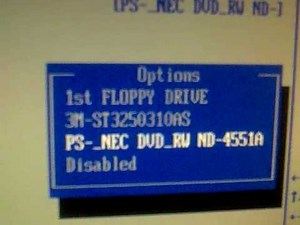 [PS-_NEC DVD_RW ND-]
Options
1st FLOPPY DRIVE
3M-ST3250310AS
PS-_NEC DVD_RW ND-4551A
Disabled